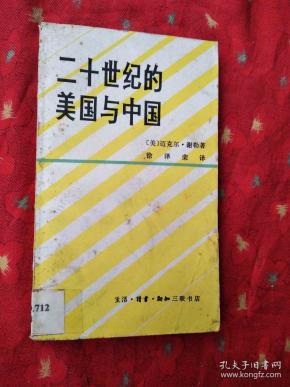 二十世纪的
美国与中国
〔美〕迈克尔·谢勒著
徐泽荣译
生活·读书·新知三联书店
.712
孔夫子旧书网